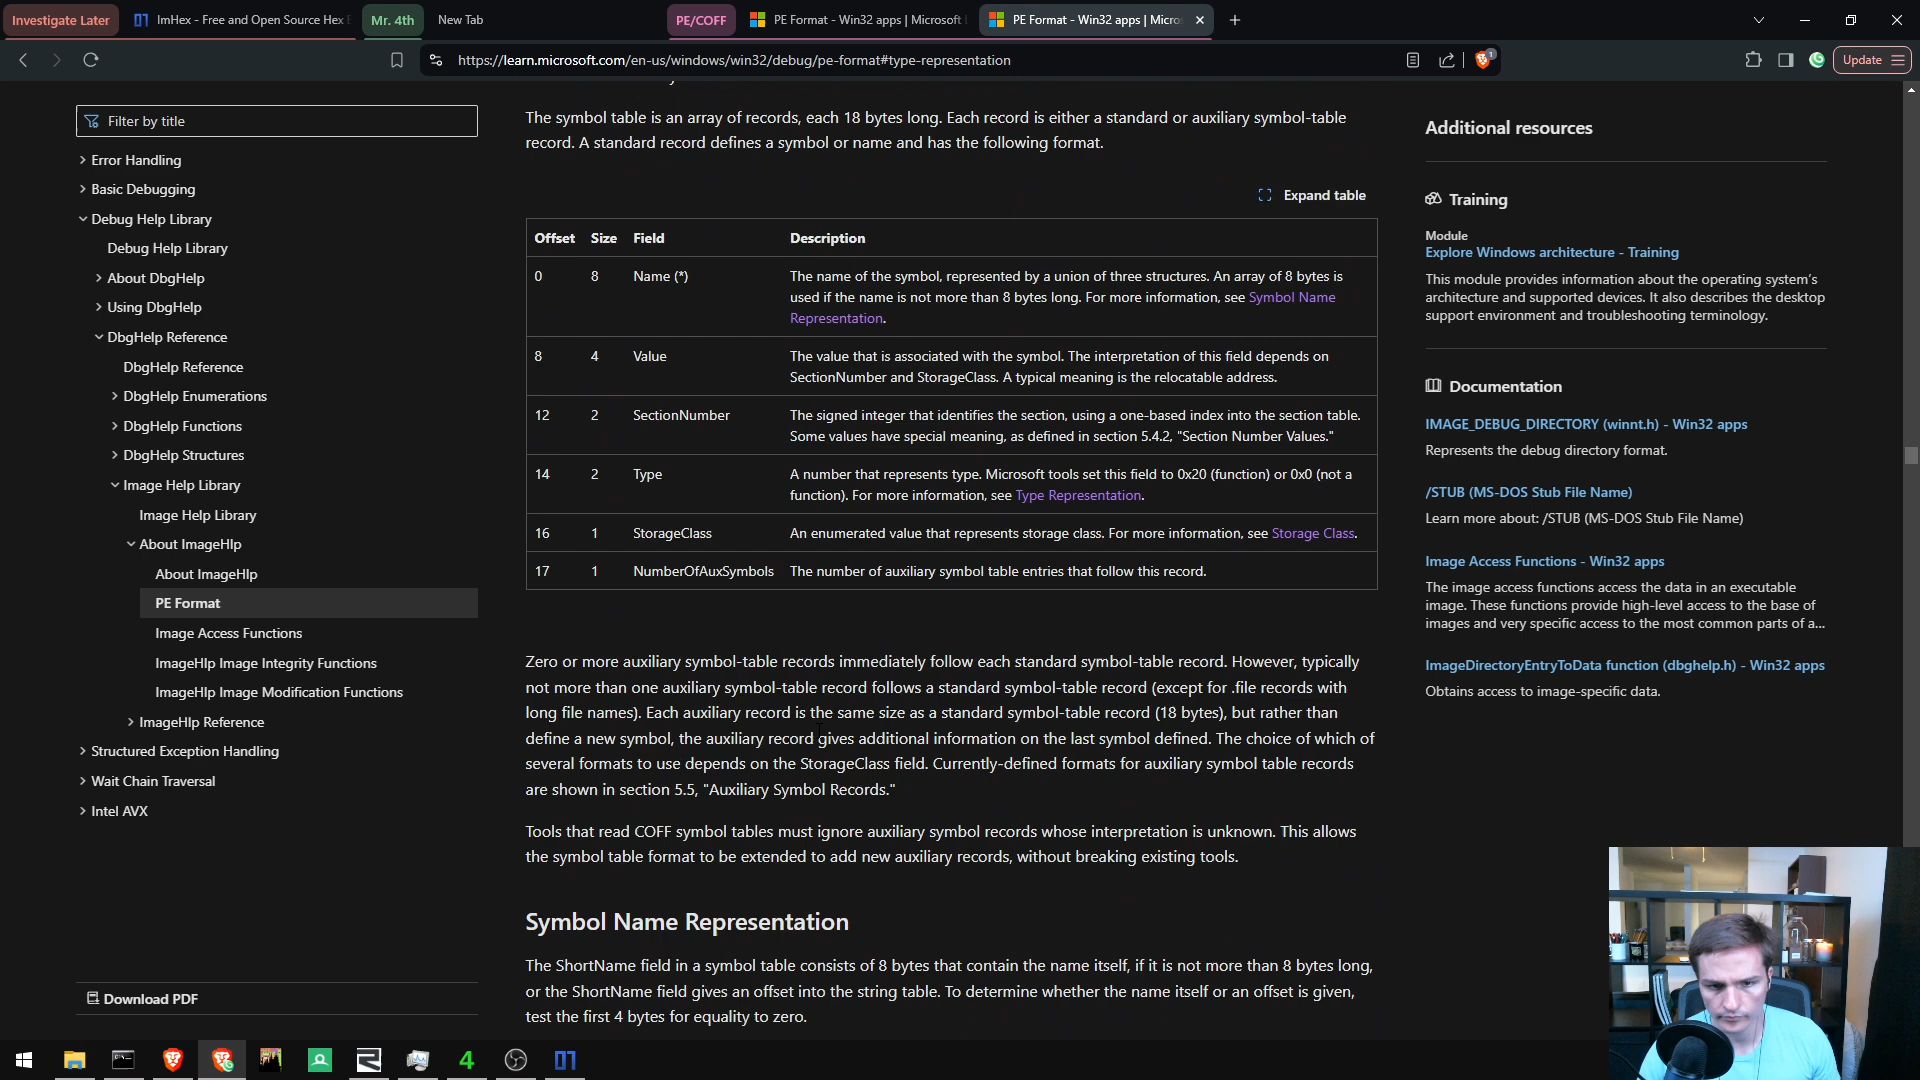 Investigate Later
ImHex - Free and Open Source Hex E
Mr. 4th
New Tab
PE/COFF
PE Format - Win32 apps | Microsoft
PE Format - Win32 apps | Micros
https://learn.microsoft.com/en-us/windows/win32/debug/pe-format#type-representation
1
Update
Filter by title
Error Handling
Basic Debugging
Debug Help Library
Debug Help Library
About DbgHelp
Using DbgHelp
DbgHelp Reference
DbgHelp Reference
DbgHelp Enumerations
DbgHelp Functions
DbgHelp Structures
Image Help Library
Image Help Library
About ImageHlp
About ImageHlp
PE Format
Image Access Functions
ImageHlp Image Integrity Functions
ImageHlp Image Modification Functions
ImageHlp Reference
Structured Exception Handling
Wait Chain Traversal
Intel AVX
Download PDF
The symbol table is an array of records, each 18 bytes long. Each record is either a standard or auxiliary symbol-table
record. A standard record defines a symbol or name and has the following format.
Expand table
Offset Size Field Description
0 8 Name (*) The name of the symbol, represented by a union of three structures. An array of 8 bytes is
used if the name is not more than 8 bytes long. For more information, see Symbol Name
Representation.
8 4 Value The value that is associated with the symbol. The interpretation of this field depends on
SectionNumber and StorageClass. A typical meaning is the relocatable address.
12 2 SectionNumber The signed integer that identifies the section, using a one-based index into the section table.
Some values have special meaning, as defined in section 5.4.2, "Section Number Values."
14 2 Type A number that represents type. Microsoft tools set this field to 0x20 (function) or 0x0 (not a
function). For more information, see Type Representation.
16 1 StorageClass An enumerated value that represents storage class. For more information, see Storage Class.
17 1 NumberOfAuxSymbols The number of auxiliary symbol table entries that follow this record.
Zero or more auxiliary symbol-table records immediately follow each standard symbol-table record. However, typically
not more than one auxiliary symbol-table record follows a standard symbol-table record (except for .file records with
long file names). Each auxiliary record is the same size as a standard symbol-table record (18 bytes), but rather than
define a new symbol, the auxiliary record gives additional information on the last symbol defined. The choice of which of
several formats to use depends on the StorageClass field. Currently-defined formats for auxiliary symbol table records
are shown in section 5.5, "Auxiliary Symbol Records."
Tools that read COFF symbol tables must ignore auxiliary symbol records whose interpretation is unknown. This allows
the symbol table format to be extended to add new auxiliary records, without breaking existing tools.
Symbol Name Representation
The ShortName field in a symbol table consists of 8 bytes that contain the name itself, if it is not more than 8 bytes long,
or the ShortName field gives an offset into the string table. To determine whether the name itself or an offset is given,
test the first 4 bytes for equality to zero.
Additional resources
Training
Module
Explore Windows architecture - Training
This module provides information about the operating system's
architecture and supported devices. It also describes the desktop
support environment and troubleshooting terminology.
Documentation
IMAGE_DEBUG_DIRECTORY (winnt.h) - Win32 apps
Represents the debug directory format.
/STUB (MS-DOS Stub File Name)
Learn more about: /STUB (MS-DOS Stub File Name)
Image Access Functions - Win32 apps
The image access functions access the data in an executable
image. These functions provide high-level access to the base of
images and very specific access to the most common parts of a...
ImageDirectoryEntryToData function (dbghelp.h) - Win32 apps
Obtains access to image-specific data.
4